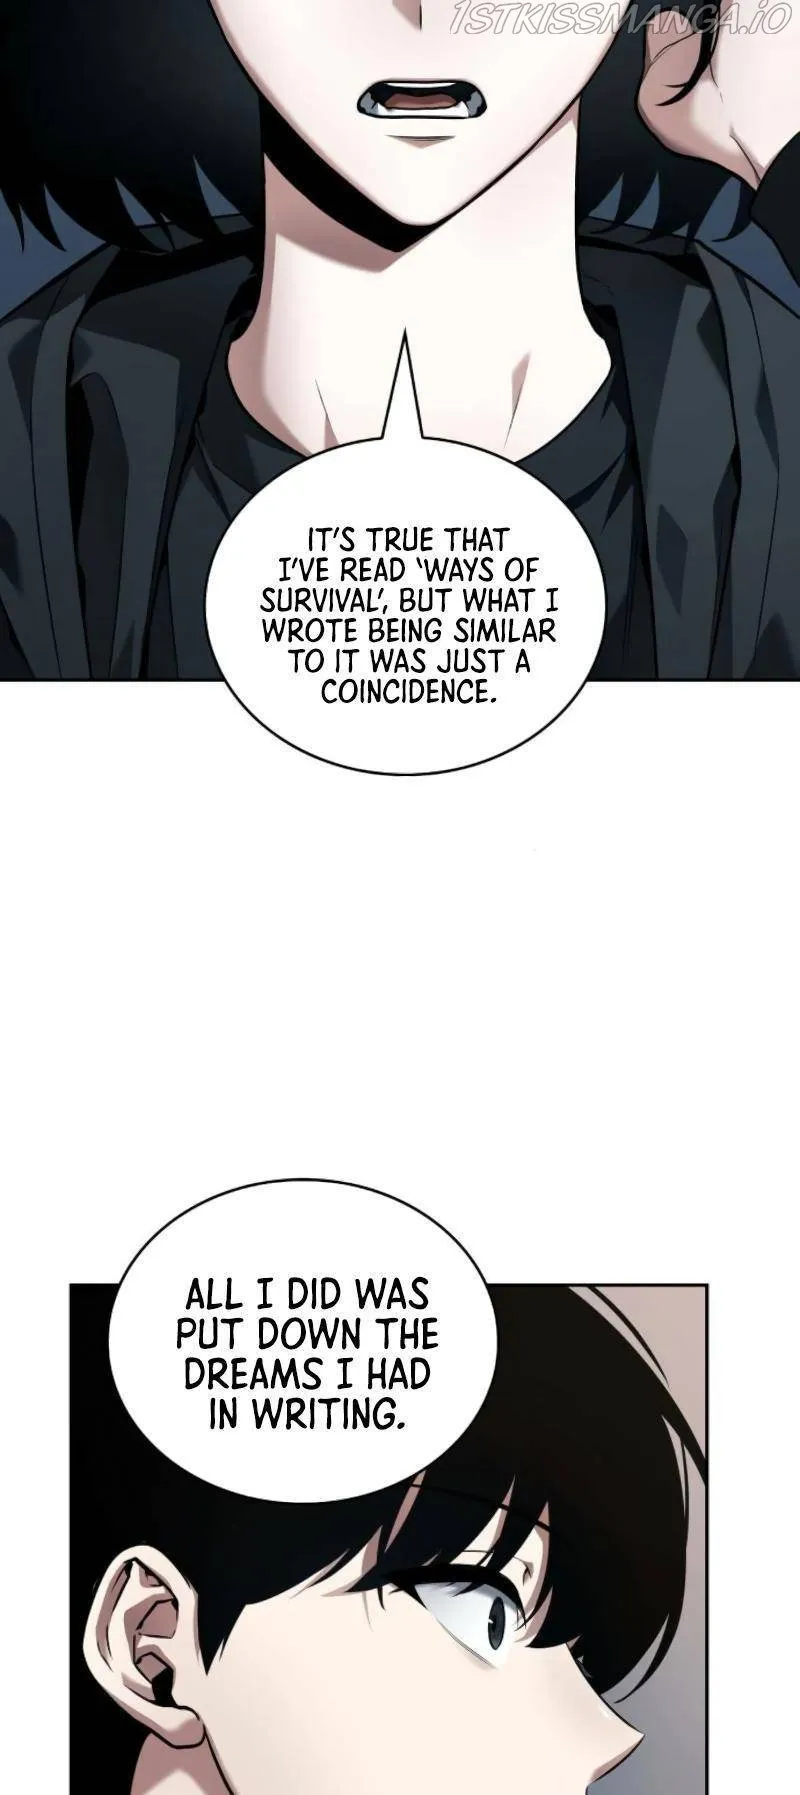 1STKISSMANGA.IO
IT'S TRUE THAT
I'VE READ 'WAYS OF
SURVIVAL', BUT WHAT I
WROTE BEING SIMILAR
TO IT WAS JUST A
COINCIDENCE.
ALL I DID WAS
PUT DOWN THE
DREAMS I HAD
IN WRITING.